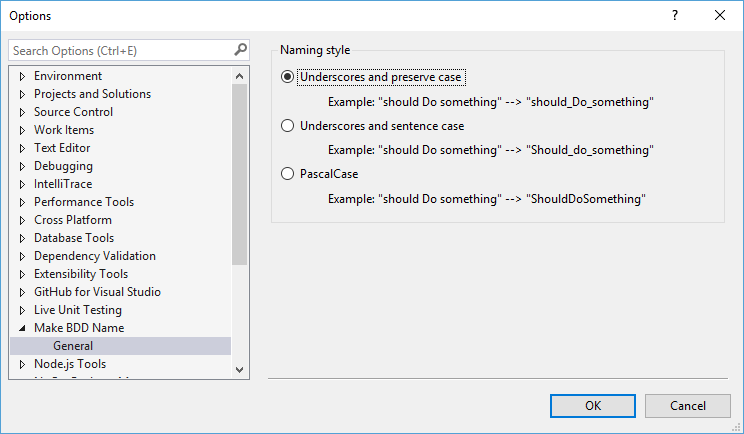 Options
?
Search Options (Ctrl+E)
Environment
Projects and Solutions
Source Control
Work Items
Text Editor
Debugging
IntelliTrace
Performance Tools
Cross Platform
Database Tools
Dependency Validation
Extensibility Tools
GitHub for Visual Studio
Live Unit Testing
Make BDD Name
General
Node.js Tools
Naming style
Underscores and preserve case
Example: "should Do something" --> "should_Do_something"
Underscores and sentence case
Example: "should Do something" --> "Should_do_something"
PascalCase
Example: "should Do something" --> "ShouldDoSomething"
OK
Cancel